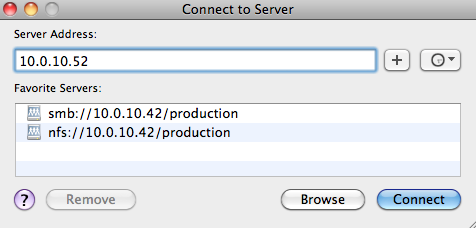 Connect to Server
Server Address:
10.0.10.52
+
Favorite Servers:
smb://10.0.10.42/production
nfs://10.0.10.42/production
? Remove Browse Connect